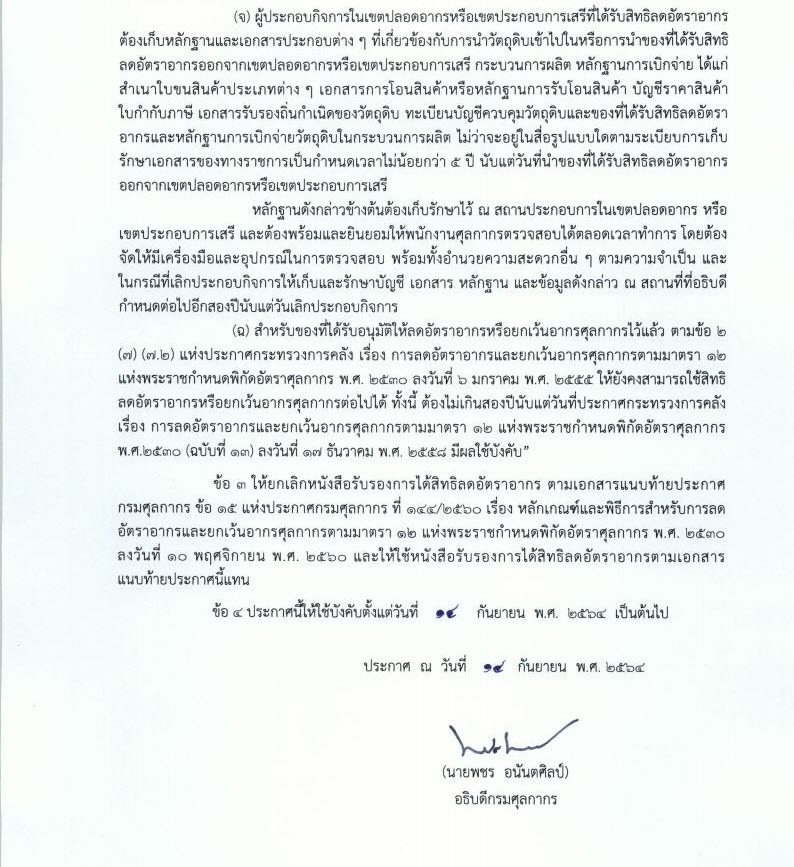 (จ) ผู้ประกอบกิจการในเขตปลอดอากรหรือเขตประกอบการเสรีที่ได้รับสิทธิลดอัตราอากร
ต้องเก็บหลักฐานและเอกสารประกอบต่าง ๆ ที่เกี่ยวข้องกับการนำวัตถุดิบเข้าไปในหรือการนำของที่ได้รับสิทธิ
ลดอัตราอากรออกจากเขตปลอดอากรหรือเขตประกอบการเสรี กระบวนการผลิต หลักฐานการเบิกจ่าย ได้แก่
สำเนาใบขนสินค้าประเภทต่าง ๆ เอกสารการโอนสินค้าหรือหลักฐานการรับโอนสินค้า บัญชีราคาสินค้า
ใบกำกับภาษี เอกสารรับรองถิ่นกำเนิดของวัตถุดิบ ทะเบียนบัญชีควบคุมวัตถุดิบและของที่ได้รับสิทธิลดอัตรา
อากรและหลักฐานการเบิกจ่ายวัตถุดิบในกระบวนการผลิต ไม่ว่าจะอยู่ในสื่อรูปแบบใดตามระเบียบการเก็บ
รักษาเอกสารของทางราชการเป็นกำหนดเวลาไม่น้อยกว่า ๕ ปี นับแต่วันที่นำของที่ได้รับสิทธิลดอัตราอากร
ออกจากเขตปลอดอากรหรือเขตประกอบการเสรี
หลักฐานดังกล่าวข้างต้นต้องเก็บรักษาไว้ ณ สถานประกอบการในเขตปลอดอากร หรือ
เขตประกอบการเสรี และต้องพร้อมและยินยอมให้พนักงานศุลกากรตรวจสอบได้ตลอดเวลาทำการ โดยต้อง
จัดให้มีเครื่องมือและอุปกรณ์ในการตรวจสอบ พร้อมทั้งอำนวยความสะดวกอื่น ๆ ตามความจำเป็น และ
ในกรณีที่เลิกประกอบกิจการให้เก็บและรักษาบัญชี เอกสาร หลักฐาน และข้อมูลดังกล่าว ณ สถานที่ที่อธิบดี
กำหนดต่อไปอีกสองปีนับแต่วันเลิกประกอบกิจการ
(ฉ) สำหรับของที่ได้รับอนุมัติให้ลดอัตราอากรหรือยกเว้นอากรศุลกากรไว้แล้ว ตามข้อ ๒
(๗) (๗.๒) แห่งประกาศกระทรวงการคลัง เรื่อง การลดอัตราอากรและยกเว้นอากรศุลกากรตามมาตรา ๑๒
แห่งพระราชกำหนดพิกัดอัตราศุลกากร พ.ศ. ๒๕๓๐ ลงวันที่ ๖ มกราคม พ.ศ. ๒๕๕๕ ให้ยังคงสามารถใช้สิทธิ
ลดอัตราอากรหรือยกเว้นอากรศุลกากรต่อไปได้ ทั้งนี้ ต้องไม่เกินสองปีนับแต่วันที่ประกาศกระทรวงการคลัง
เรื่อง การลดอัตราอากรและยกเว้นอากรศุลกากรตามมาตรา ๑๒ แห่งพระราชกำหนดพิกัดอัตราศุลกากร
พ.ศ.๒๕๓๐ (ฉบับที่ ๑๓) ลงวันที่ ๑๗ ธันวาคม พ.ศ. ๒๕๕๘ มีผลใช้บังคับ”
ข้อ ๓ ให้ยกเลิกหนังสือรับรองการได้สิทธิลดอัตราอากร ตามเอกสารแนบท้ายประกาศ
กรมศุลกากร ข้อ ๑๕ แห่งประกาศกรมศุลกากร ที่ ๑๔๔/๒๕๖๐ เรื่อง หลักเกณฑ์และพิธีการสำหรับการลด
อัตราอากรและยกเว้นอากรศุลกากรตามมาตรา ๑๒ แห่งพระราชกำหนดพิกัดอัตราศุลกากร พ.ศ. ๒๕๓๐
ลงวันที่ ๑๐ พฤศจิกายน พ.ศ. ๒๕๖๐ และให้ใช้หนังสือรับรองการได้สิทธิลดอัตราอากรตามเอกสาร
แนบท้ายประกาศนี้แทน
ข้อ ๔ ประกาศนี้ให้ใช้บังคับตั้งแต่วันที่ ๑๔ กันยายน พ.ศ. ๒๕๖๔ เป็นต้นไป
ประกาศ ณ วันที่ ๑๔ กันยายน พ.ศ. ๒๕๖๔
(นายพชร อนันตศิลป์)
อธิบดีกรมศุลกากร